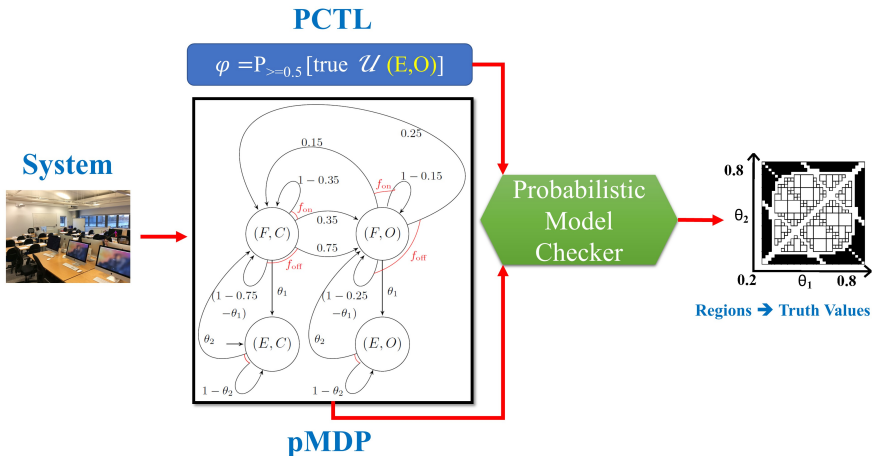 PCTL
φ =P>=0.5[true 𝒰 (E,O)]
System
0.25
0.15
1 − 0.35
1 − 0.15
fon
fon
0.35
(F, C)
(F, O)
0.75
foff
foff
(1 − 0.75
−θ1)
θ1
(1 − 0.25
−θ1)
θ1
θ2
(E, C)
θ2
(E, O)
1 − θ2
1 − θ2
pMDP
Probabilistic
Model
Checker
0.8
θ2
0.2
θ1
0.8
Regions ➔ Truth Values